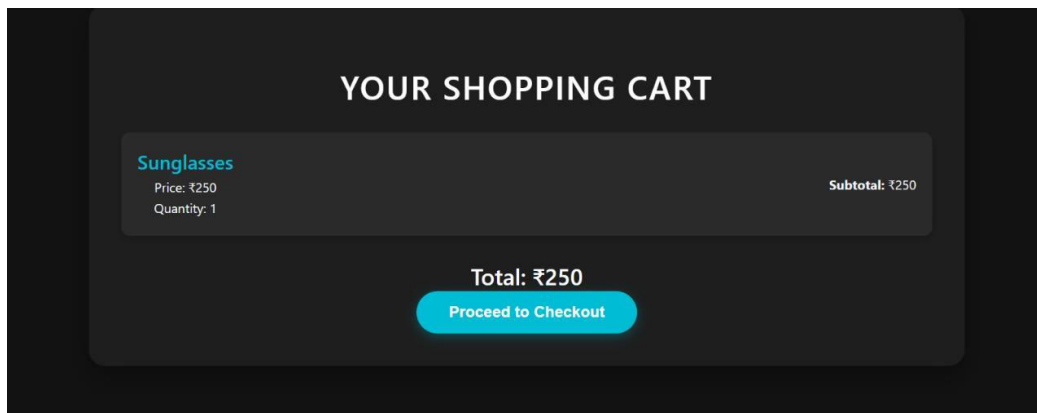 YOUR SHOPPING CART
Sunglasses
Price: ₹250
Quantity: 1
Subtotal: ₹250
Total: ₹250
Proceed to Checkout